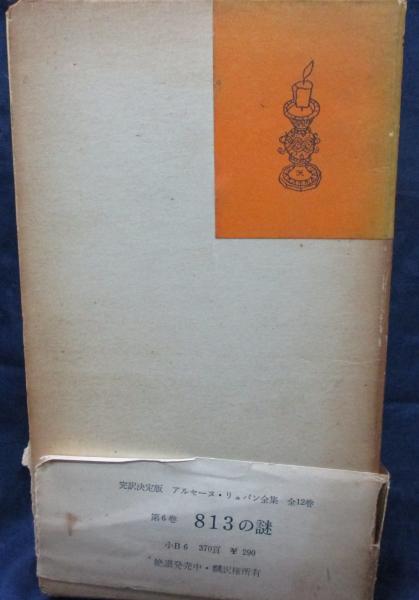 完訳決定版 アルセーヌ・リュパン全集 全12巻
第6巻 813の謎
小B6 370頁 ¥290
絶讃発売中・飜訳権所有